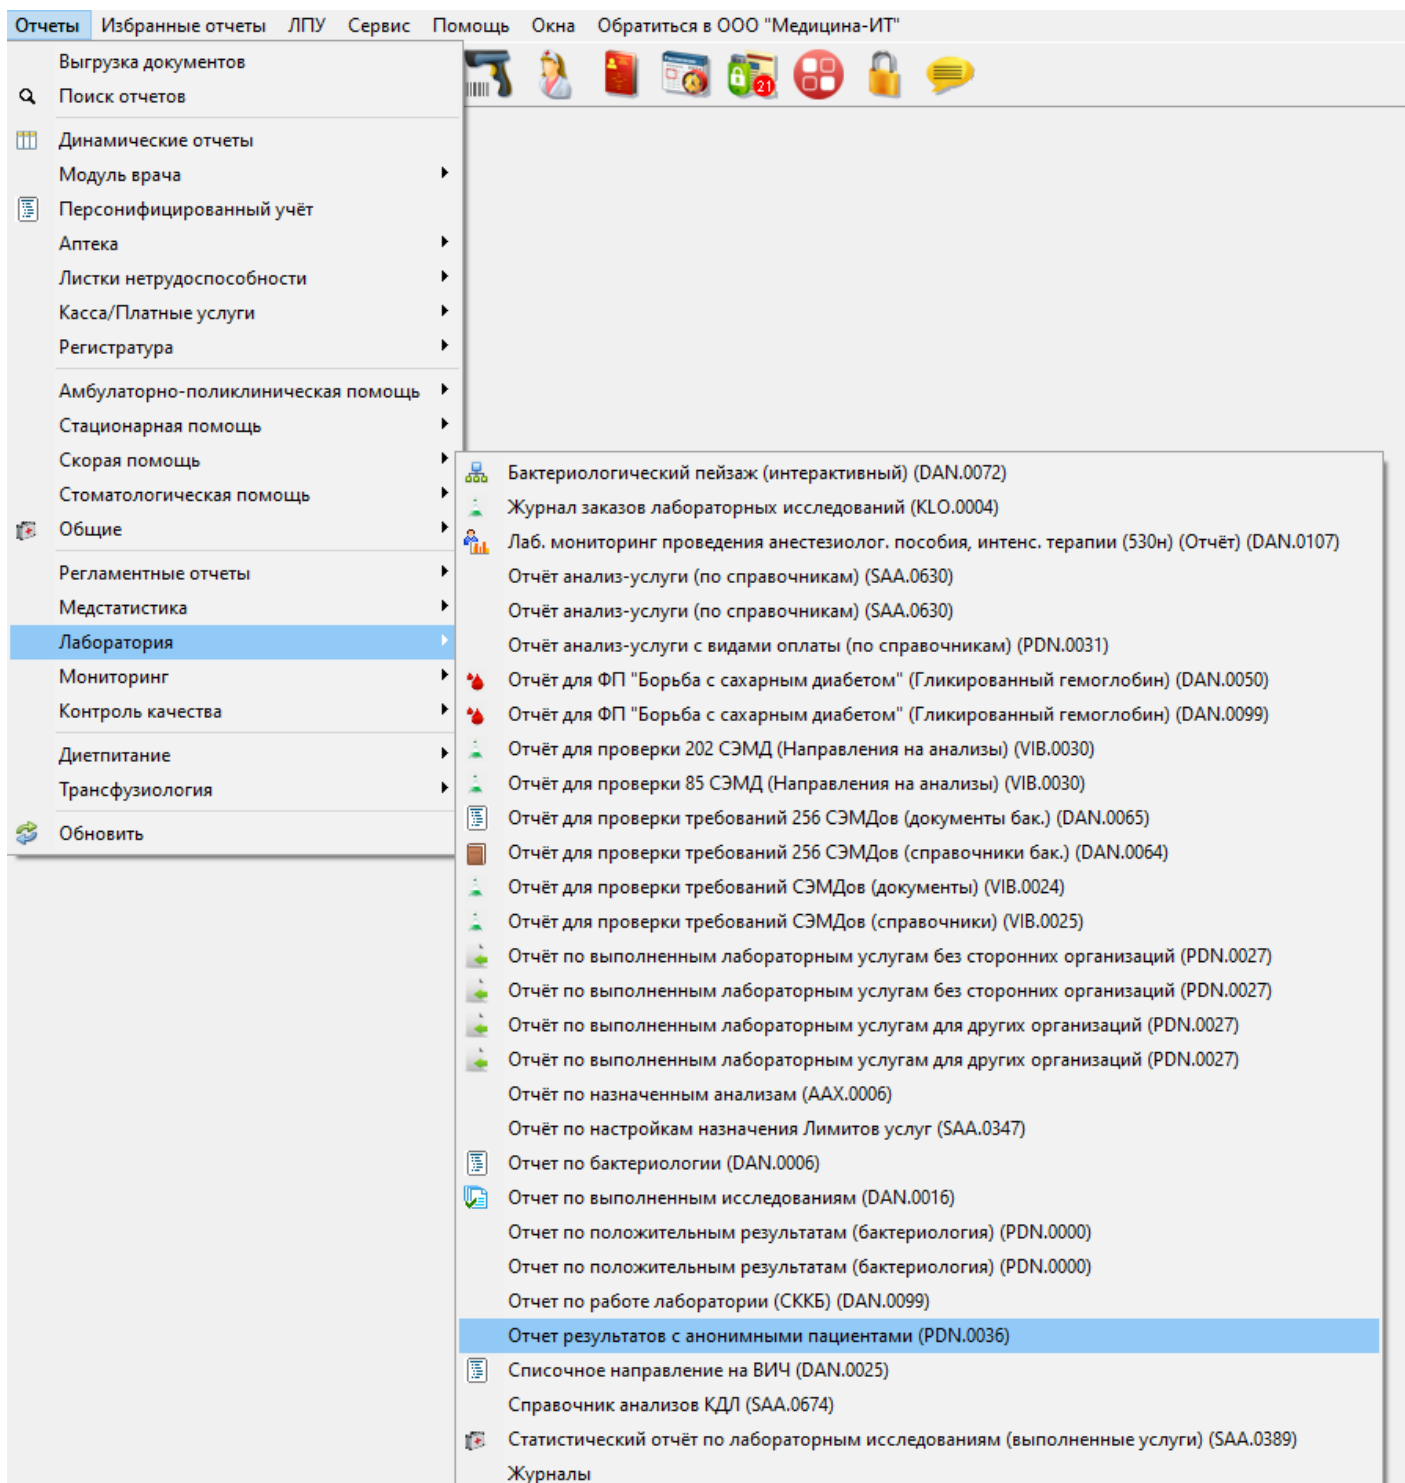 Отчеты Избранные отчеты ЛПУ Сервис Помощь Окна Обратиться в ООО "Медицина-ИТ"
21
Выгрузка документов
Поиск отчетов
Динамические отчеты
Модуль врача
Персонифицированный учёт
Аптека
Листки нетрудоспособности
Касса/Платные услуги
Регистратура
Амбулаторно-поликлиническая помощь
Стационарная помощь
Скорая помощь
Стоматологическая помощь
Общие
Регламентные отчеты
Медстатистика
Лаборатория
Мониторинг
Контроль качества
Диетпитание
Трансфузиология
Обновить
Бактериологический пейзаж (интерактивный) (DAN.0072)
Журнал заказов лабораторных исследований (KLO.0004)
Лаб. мониторинг проведения анестезиолог. пособия, интенс. терапии (530н) (Отчёт) (DAN.0107)
Отчёт анализ-услуги (по справочникам) (SAA.0630)
Отчёт анализ-услуги (по справочникам) (SAA.0630)
Отчёт анализ-услуги с видами оплаты (по справочникам) (PDN.0031)
Отчёт для ФП "Борьба с сахарным диабетом" (Гликированный гемоглобин) (DAN.0050)
Отчёт для ФП "Борьба с сахарным диабетом" (Гликированный гемоглобин) (DAN.0099)
Отчёт для проверки 202 СЭМД (Направления на анализы) (VIB.0030)
Отчёт для проверки 85 СЭМД (Направления на анализы) (VIB.0030)
Отчёт для проверки требований 256 СЭМДов (документы бак.) (DAN.0065)
Отчёт для проверки требований 256 СЭМДов (справочники бак.) (DAN.0064)
Отчёт для проверки требований СЭМДов (документы) (VIB.0024)
Отчёт для проверки требований СЭМДов (справочники) (VIB.0025)
Отчёт по выполненным лабораторным услугам без сторонних организаций (PDN.0027)
Отчёт по выполненным лабораторным услугам без сторонних организаций (PDN.0027)
Отчёт по выполненным лабораторным услугам для других организаций (PDN.0027)
Отчёт по выполненным лабораторным услугам для других организаций (PDN.0027)
Отчёт по назначенным анализам (AAX.0006)
Отчёт по настройкам назначения Лимитов услуг (SAA.0347)
Отчет по бактериологии (DAN.0006)
Отчет по выполненным исследованиям (DAN.0016)
Отчет по положительным результатам (бактериология) (PDN.0000)
Отчет по положительным результатам (бактериология) (PDN.0000)
Отчет по работе лаборатории (СККБ) (DAN.0099)
Отчет результатов с анонимными пациентами (PDN.0036)
Списочное направление на ВИЧ (DAN.0025)
Справочник анализов КДЛ (SAA.0674)
Статистический отчёт по лабораторным исследованиям (выполненные услуги) (SAA.0389)
Журналы